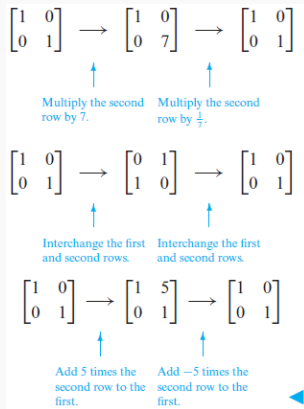 [1 0] → [1 0] → [1 0]
[0 1] [0 7] [0 1]
Multiply the second Multiply the second
row by 7. row by 1/7.
[1 0] → [0 1] → [1 0]
[0 1] [1 0] [0 1]
Interchange the first Interchange the first
and second rows. and second rows.
[1 0] → [1 5] → [1 0]
[0 1] [0 1] [0 1]
Add 5 times the Add −5 times the
second row to the second row to the
first. first.